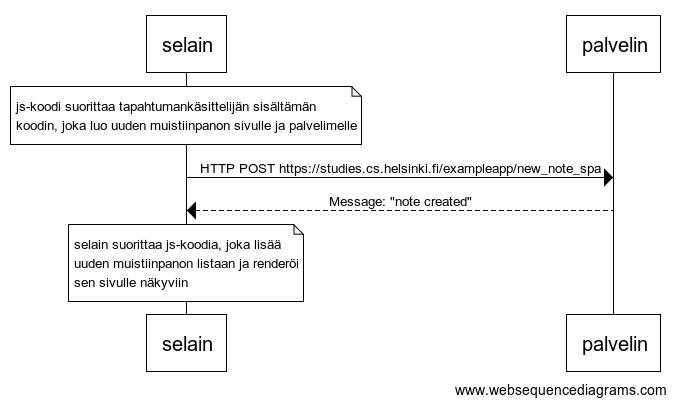 selain palvelin
js-koodi suorittaa tapahtumankäsittelijän sisältämän
koodin, joka luo uuden muistiinpanon sivulle ja palvelimelle
HTTP POST https://studies.cs.helsinki.fi/exampleapp/new_note_spa
Message: "note created"
selain suorittaa js-koodia, joka lisää
uuden muistiinpanon listaan ja renderöi
sen sivulle näkyviin
selain palvelin
www.websequencediagrams.com